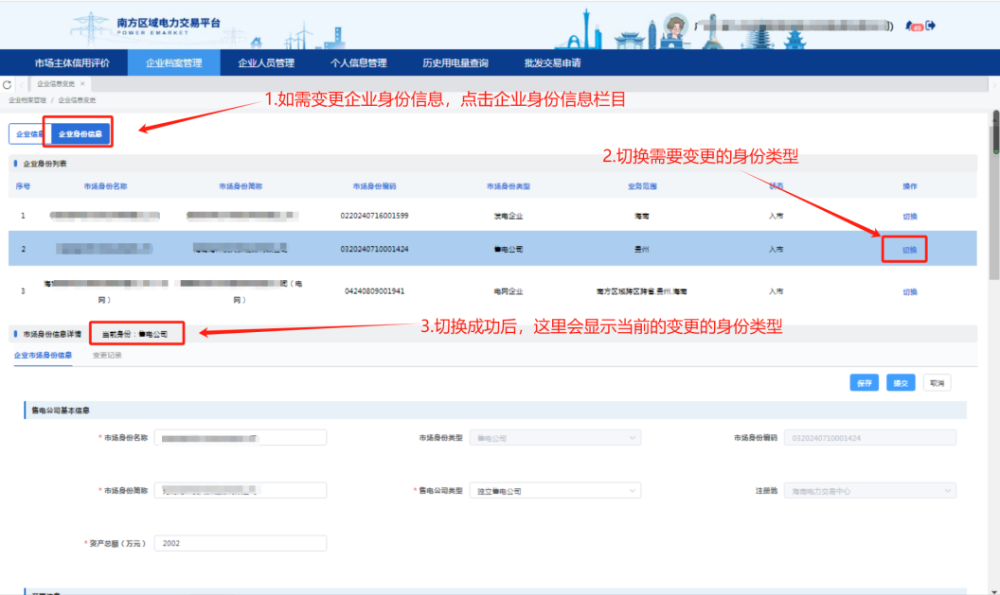 南方区域电力交易平台
POWER EMARKET
市场主体信用评价 企业档案管理 企业人员管理 个人信息管理 历史用电量查询 批发交易申请
企业信息变更 ×
企业档案管理 / 企业信息变更
1.如需变更企业身份信息，点击企业身份信息栏目
企业信息 企业身份信息
2.切换需要变更的身份类型
企业身份列表
序号 市场身份名称 市场身份简称 市场身份编码 市场身份类型 业务范围 状态 操作
1 0220240716001599 发电企业 海南 入市 切换
2 0320240710001424 售电公司 贵州 入市 切换
3 04240809001941 电网企业 南方区域跨区跨省,贵州,海南 入市 切换
网） 网）
3.切换成功后，这里会显示当前的变更的身份类型
市场身份信息详情 当前身份：售电公司
企业市场身份信息 变更记录
保存 提交 取消
售电公司基本信息
* 市场身份名称 市场身份类型 售电公司 市场身份编码 0320240710001424
* 市场身份简称 * 售电公司类型 独立售电公司 注册地 海南电力交易中心
* 资产总额（万元） 2002